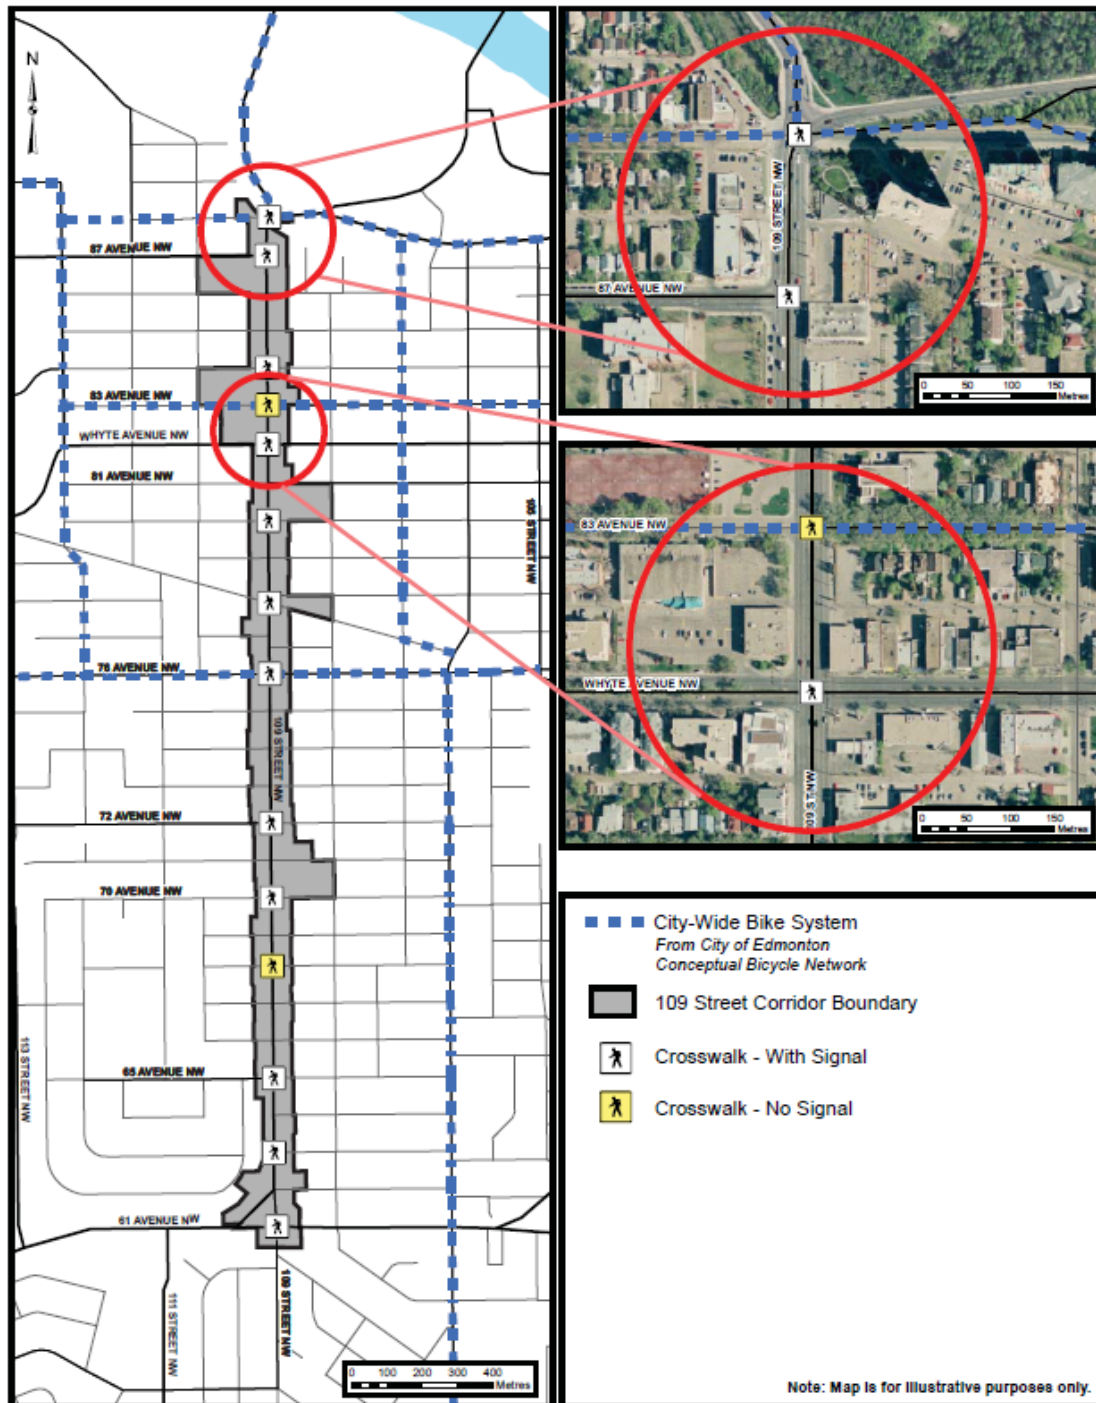 N
87 AVENUE NW
83 AVENUE NW
WHYTE AVENUE NW
81 AVENUE NW
105 STREET NW
76 AVENUE NW
109 STREET NW
72 AVENUE NW
70 AVENUE NW
113 STREET NW
65 AVENUE NW
61 AVENUE NW
111 STREET NW
109 STREET NW
0 100 200 300 400
Metres
109 STREET NW
87 AVENUE NW
0 50 100 150
Metres
83 AVENUE NW
WHYTE AVENUE NW
109 ST NW
0 50 100 150
Metres
City-Wide Bike System
From City of Edmonton
Conceptual Bicycle Network
109 Street Corridor Boundary
Crosswalk - With Signal
Crosswalk - No Signal
Note: Map is for illustrative purposes only.